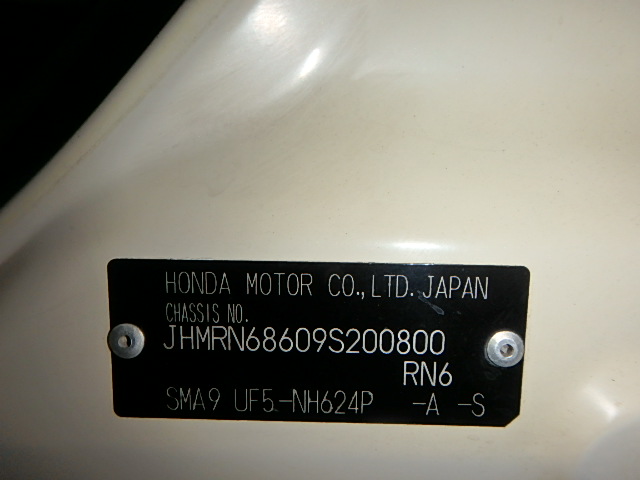 HONDA MOTOR CO.,LTD. JAPAN
CHASSIS NO.
JHMRN68609S200800
RN6
SMA9 UF5-NH624P -A -S